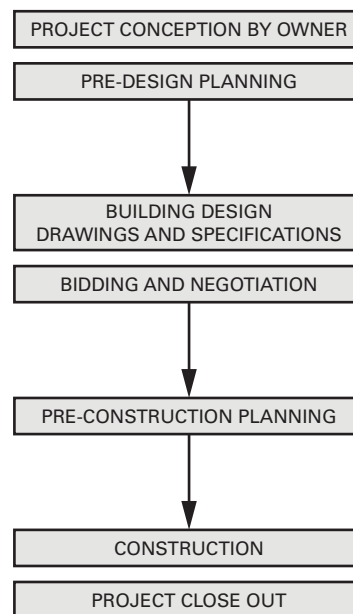 PROJECT CONCEPTION BY OWNER
PRE-DESIGN PLANNING
BUILDING DESIGN
DRAWINGS AND SPECIFICATIONS
BIDDING AND NEGOTIATION
PRE-CONSTRUCTION PLANNING
CONSTRUCTION
PROJECT CLOSE OUT